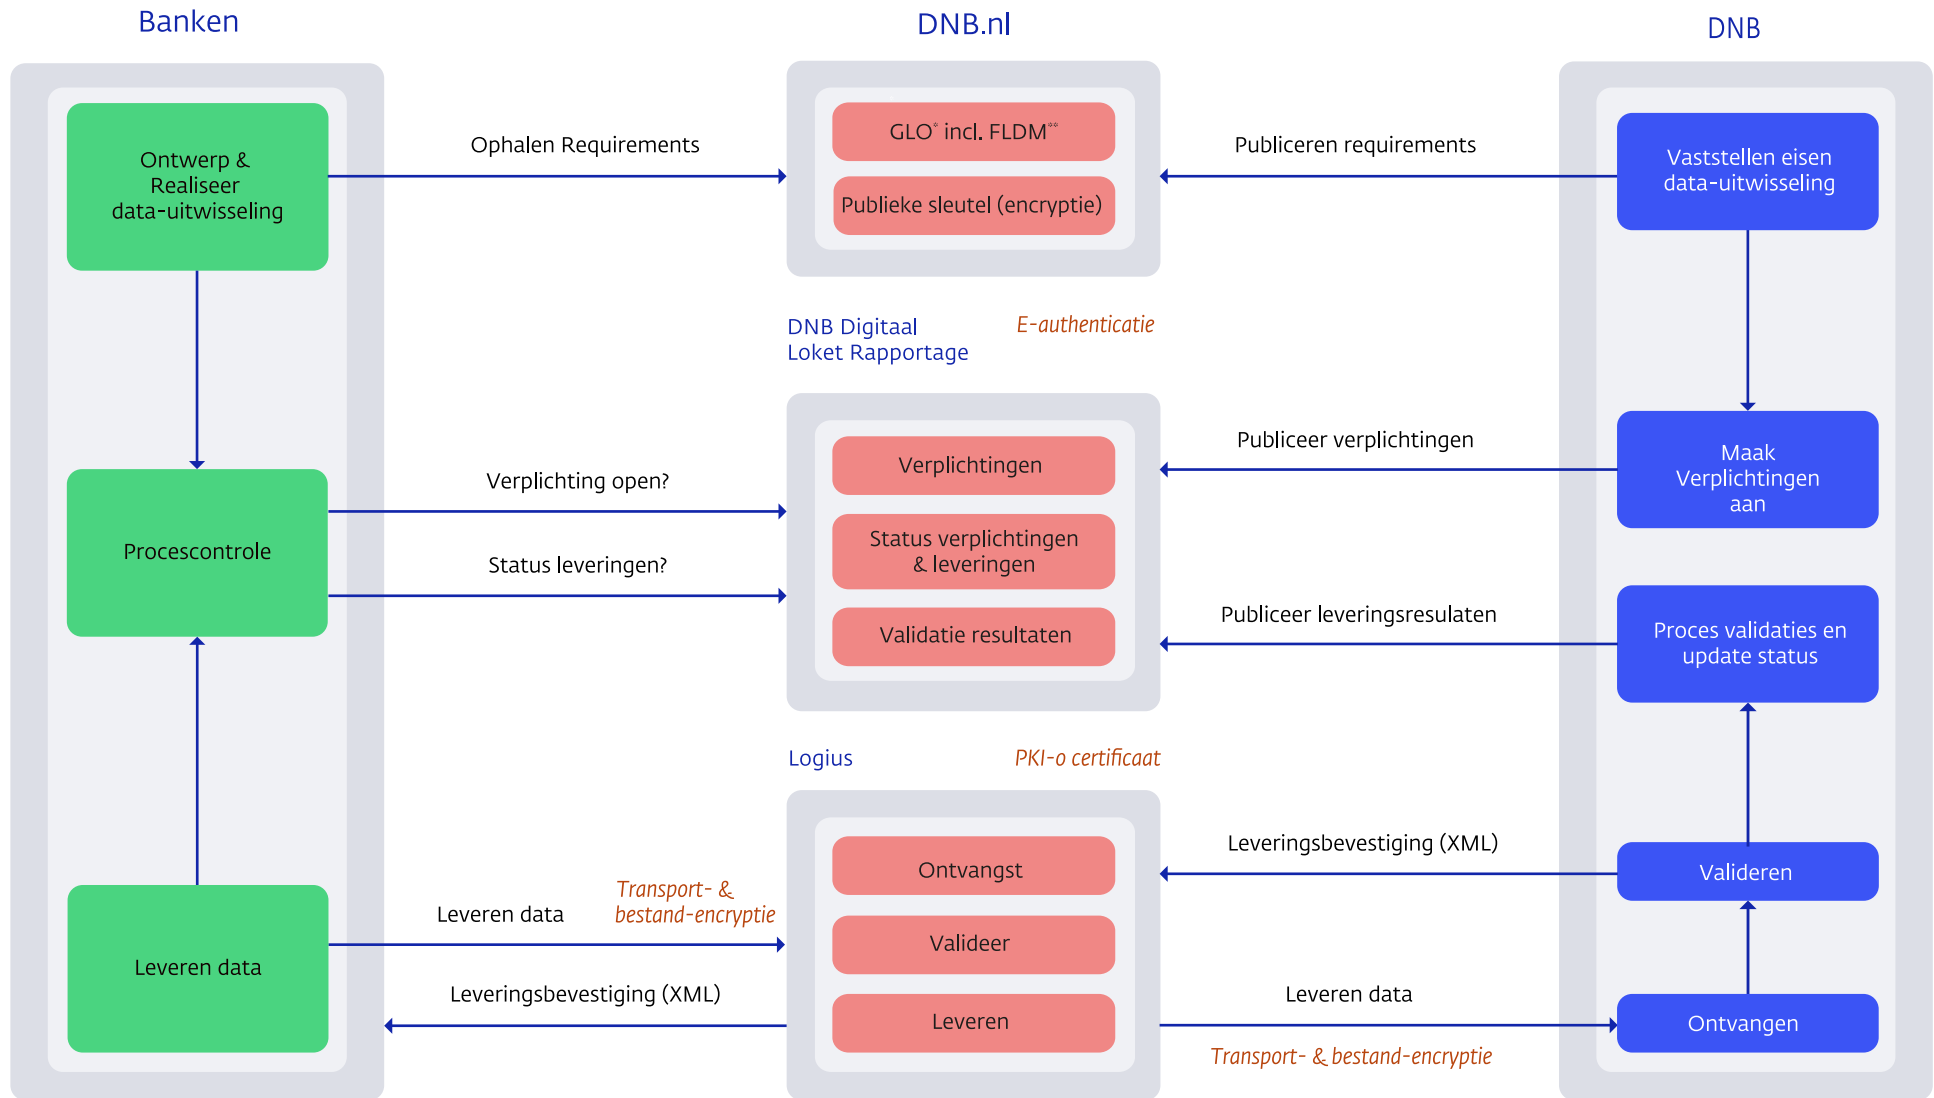 Banken
DNB.nl
DNB
Ontwerp &
Realiseer
data-uitwisseling
Ophalen Requirements
GLO* incl. FLDM**
Publieke sleutel (encryptie)
Publiceren requirements
Vaststellen eisen
data-uitwisseling
DNB Digitaal
Loket Rapportage
E-authenticatie
Procescontrole
Verplichting open?
Status leveringen?
Verplichtingen
Status verplichtingen
& leveringen
Validatie resultaten
Publiceer verplichtingen
Publiceer leveringsresulaten
Maak
Verplichtingen
aan
Proces validaties en
update status
Logius
PKI-o certificaat
Leveren data
Leveren data
Transport- &
bestand-encryptie
Leveringsbevestiging (XML)
Ontvangst
Valideer
Leveren
Leveringsbevestiging (XML)
Leveren data
Transport- & bestand-encryptie
Valideren
Ontvangen